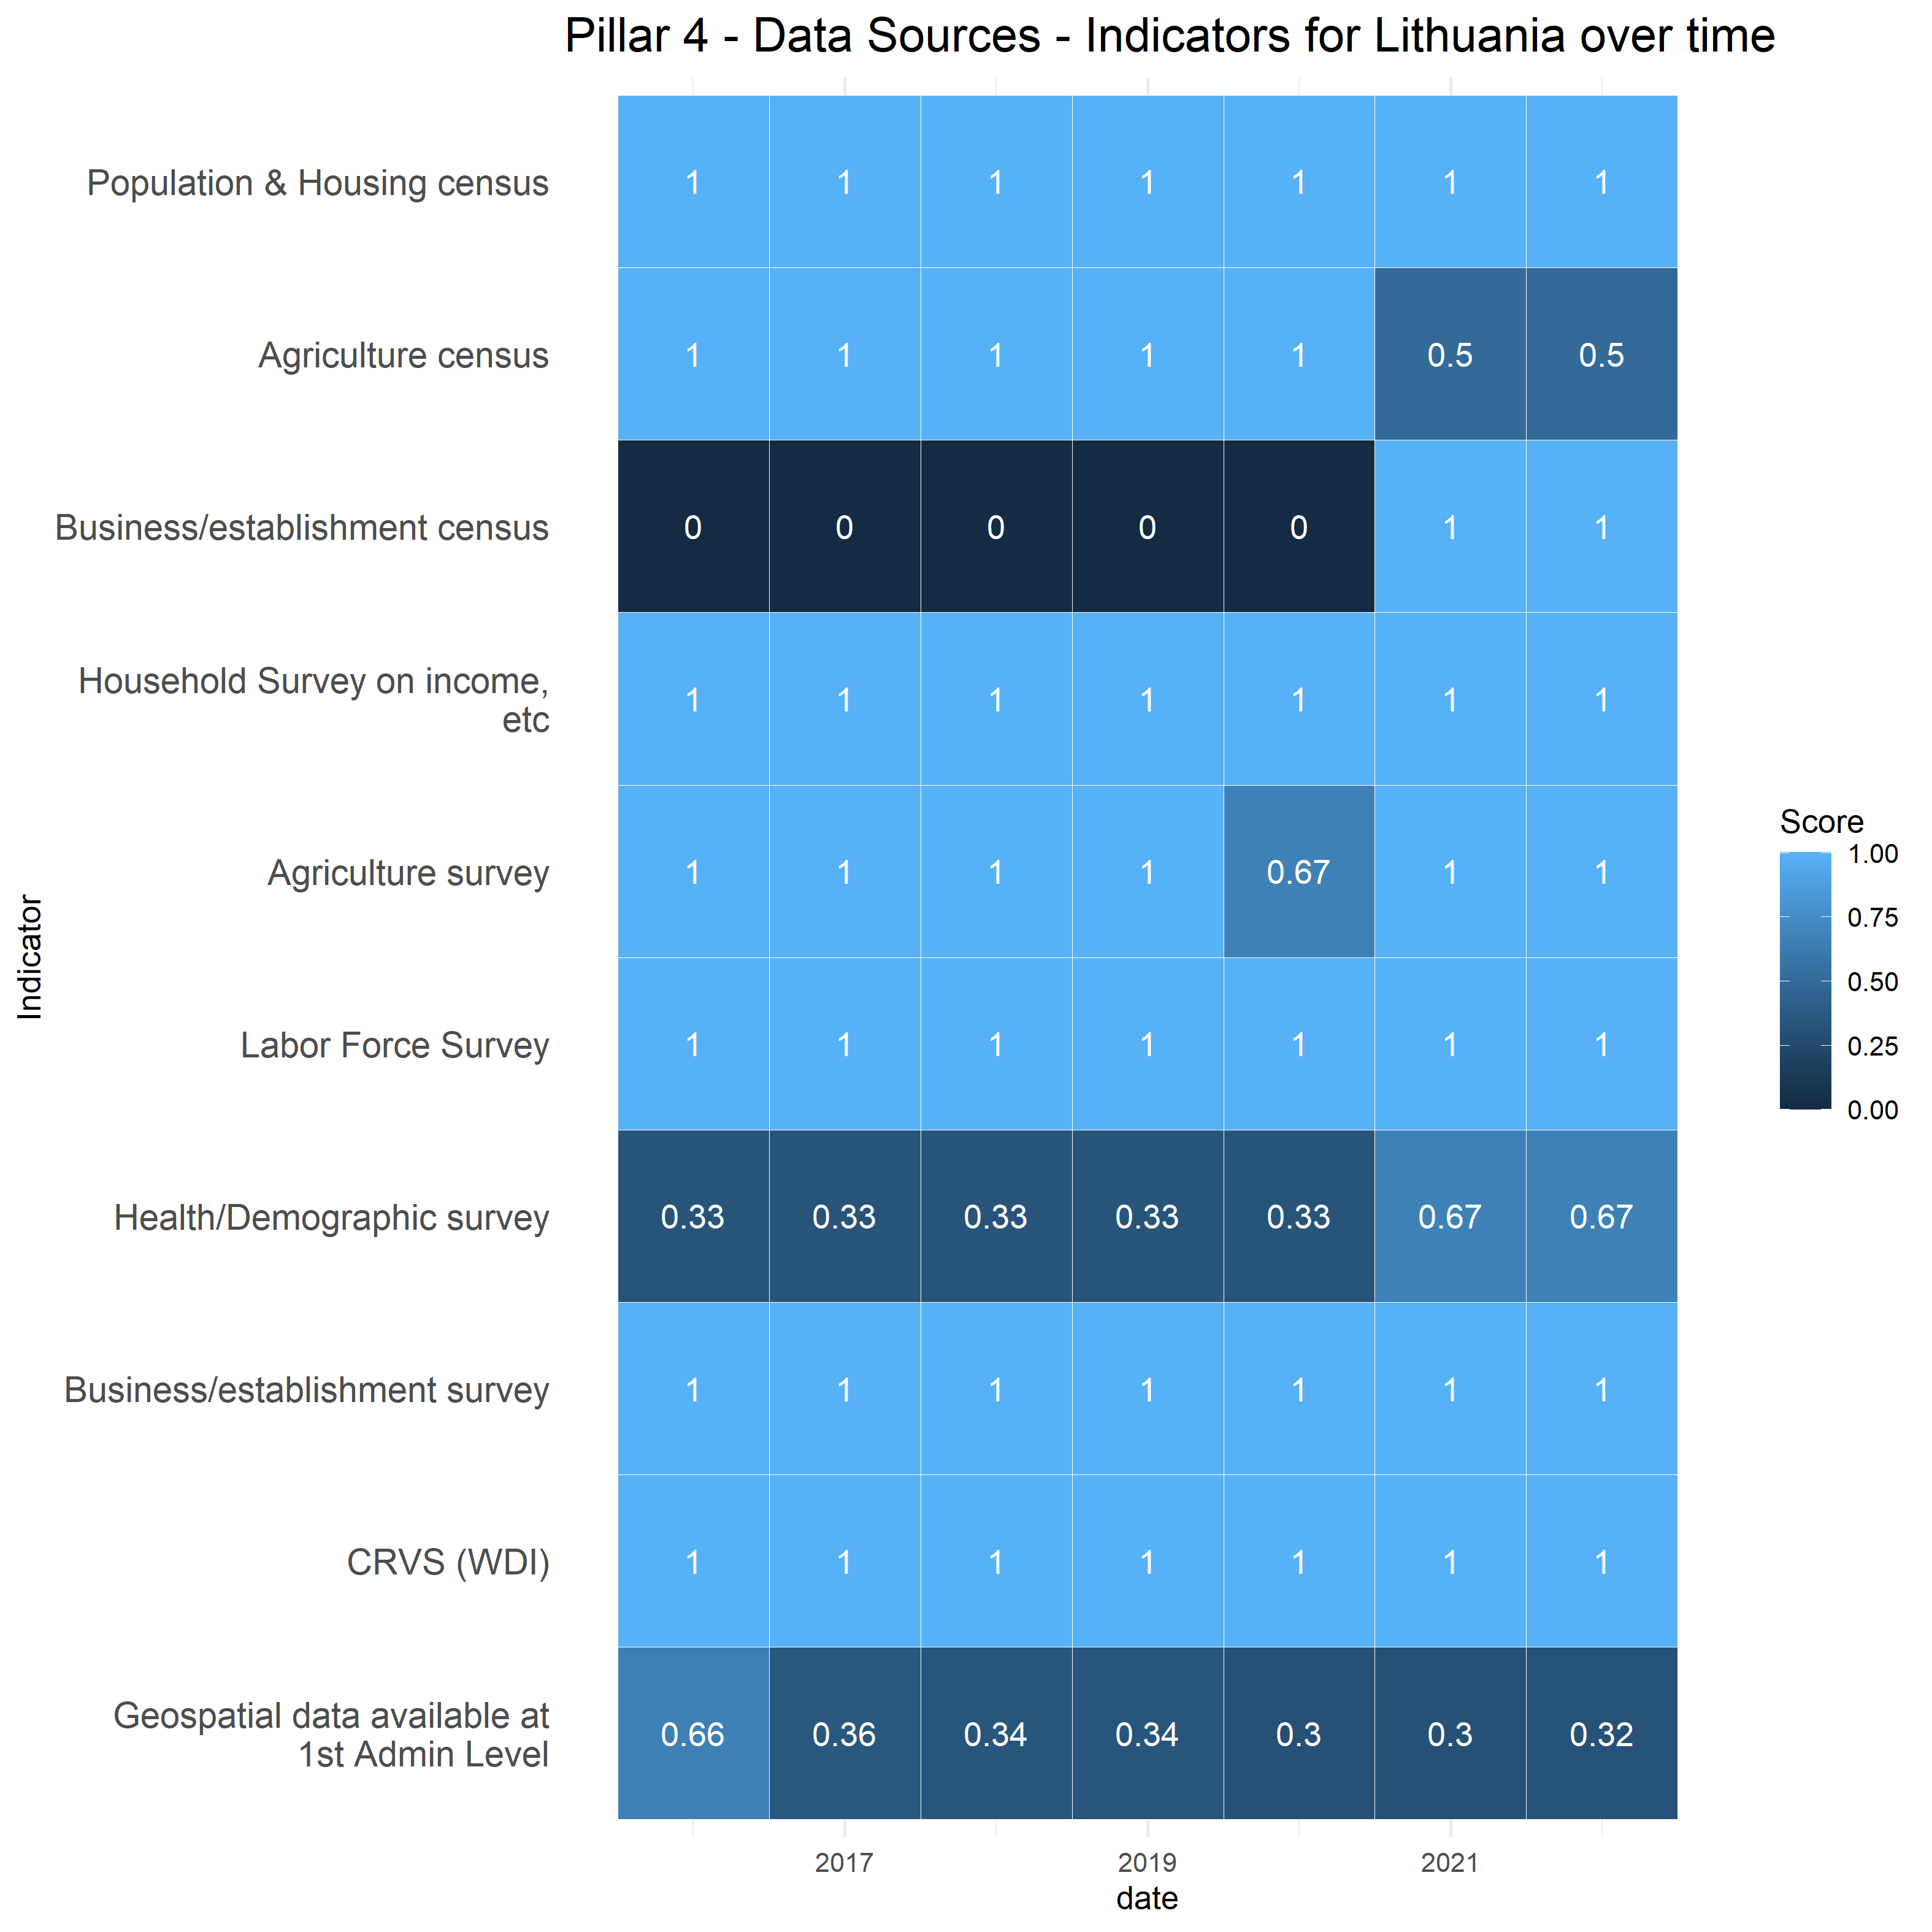 Pillar 4 - Data Sources - Indicators for Lithuania over time
Population & Housing census
1 1 1 1 1 1 1
Agriculture census
1 1 1 1 1 0.5 0.5
Business/establishment census
0 0 0 0 0 1 1
Household Survey on income,
etc
1 1 1 1 1 1 1
Agriculture survey
1 1 1 1 0.67 1 1
Labor Force Survey
1 1 1 1 1 1 1
Health/Demographic survey
0.33 0.33 0.33 0.33 0.33 0.67 0.67
Business/establishment survey
1 1 1 1 1 1 1
CRVS (WDI)
1 1 1 1 1 1 1
Geospatial data available at
1st Admin Level
0.66 0.36 0.34 0.34 0.3 0.3 0.32
2017 2019 2021
date
Indicator
Score
1.00
0.75
0.50
0.25
0.00